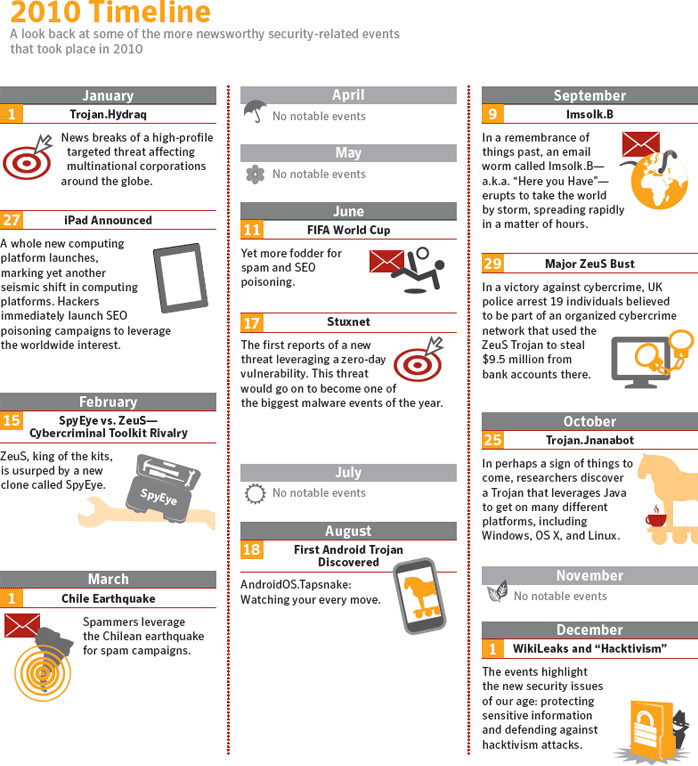 2010 Timeline
A look back at some of the more newsworthy security-related events
that took place in 2010
January
1
Trojan.Hydraq
News breaks of a high-profile
targeted threat affecting
multinational corporations
around the globe.
27
iPad Announced
A whole new computing
platform launches,
marking yet another
seismic shift in computing
platforms. Hackers
immediately launch SEO
poisoning campaigns to leverage
the worldwide interest.
February
15
SpyEye vs. ZeuS—
Cybercriminal Toolkit Rivalry
ZeuS, king of the kits,
is usurped by a new
clone called SpyEye.
SpyEye
March
1
Chile Earthquake
Spammers leverage
the Chilean earthquake
for spam campaigns.
April
No notable events
May
No notable events
June
11
FIFA World Cup
Yet more fodder for
spam and SEO
poisoning.
17
Stuxnet
The first reports of a new
threat leveraging a zero-day
vulnerability. This threat
would go on to become one of
the biggest malware events of the year.
July
No notable events
August
18
First Android Trojan
Discovered
AndroidOS.Tapsnake:
Watching your every move.
September
9
Imsolk.B
In a remembrance of
things past, an email
worm called Imsolk.B—
a.k.a. “Here you Have”—
erupts to take the world
by storm, spreading rapidly
in a matter of hours.
29
Major ZeuS Bust
In a victory against cybercrime, UK
police arrest 19 individuals believed
to be part of an organized cybercrime
network that used the
ZeuS Trojan to steal
$9.5 million from
bank accounts there.
October
25
Trojan.Jnanabot
In perhaps a sign of things to
come, researchers discover
a Trojan that leverages Java
to get on many different
platforms, including
Windows, OS X, and Linux.
November
No notable events
December
1
WikiLeaks and “Hacktivism”
The events highlight
the new security issues
of our age: protecting
sensitive information
and defending against
hacktivism attacks.